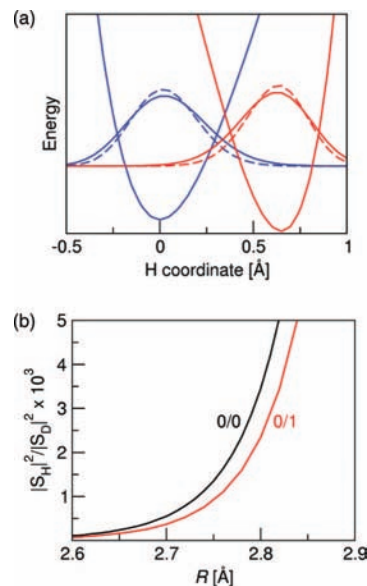 (a)
Energy
-0.5 0 0.5 1
H coordinate [Å]
(b)
|S_H|²/|S_D|² x 10³
5
4
3
2
1
0/0
0/1
2.6 2.7 2.8 2.9
R [Å]